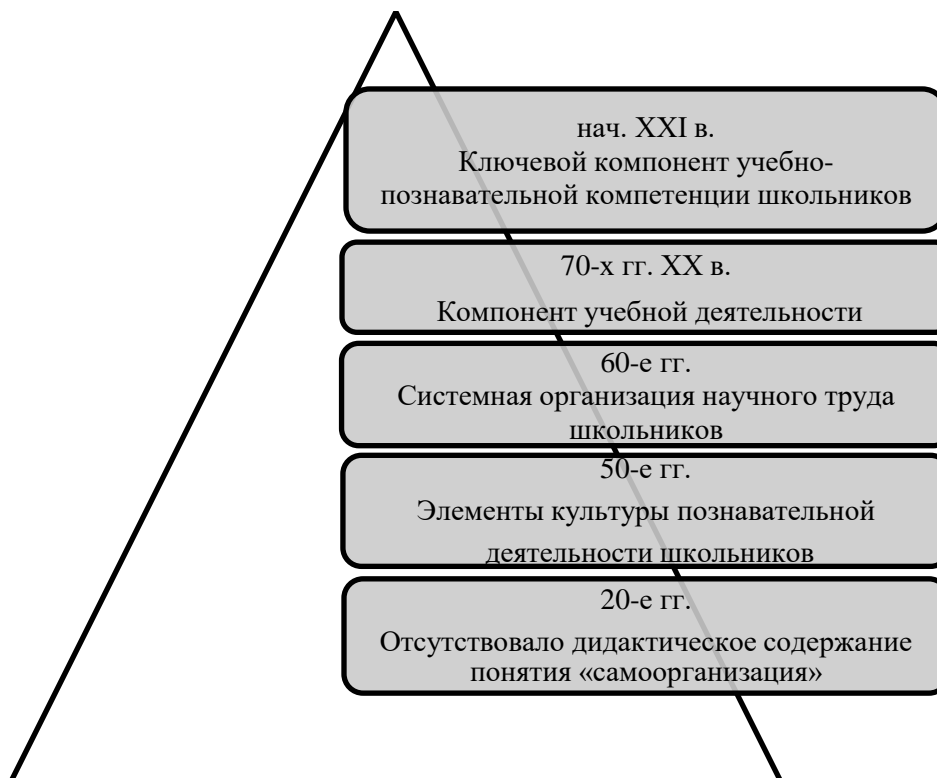 нач. XXI в.
Ключевой компонент учебно-
познавательной компетенции школьников
70-х гг. XX в.
Компонент учебной деятельности
60-е гг.
Системная организация научного труда
школьников
50-е гг.
Элементы культуры познавательной
деятельности школьников
20-е гг.
Отсутствовало дидактическое содержание
понятия «самоорганизация»